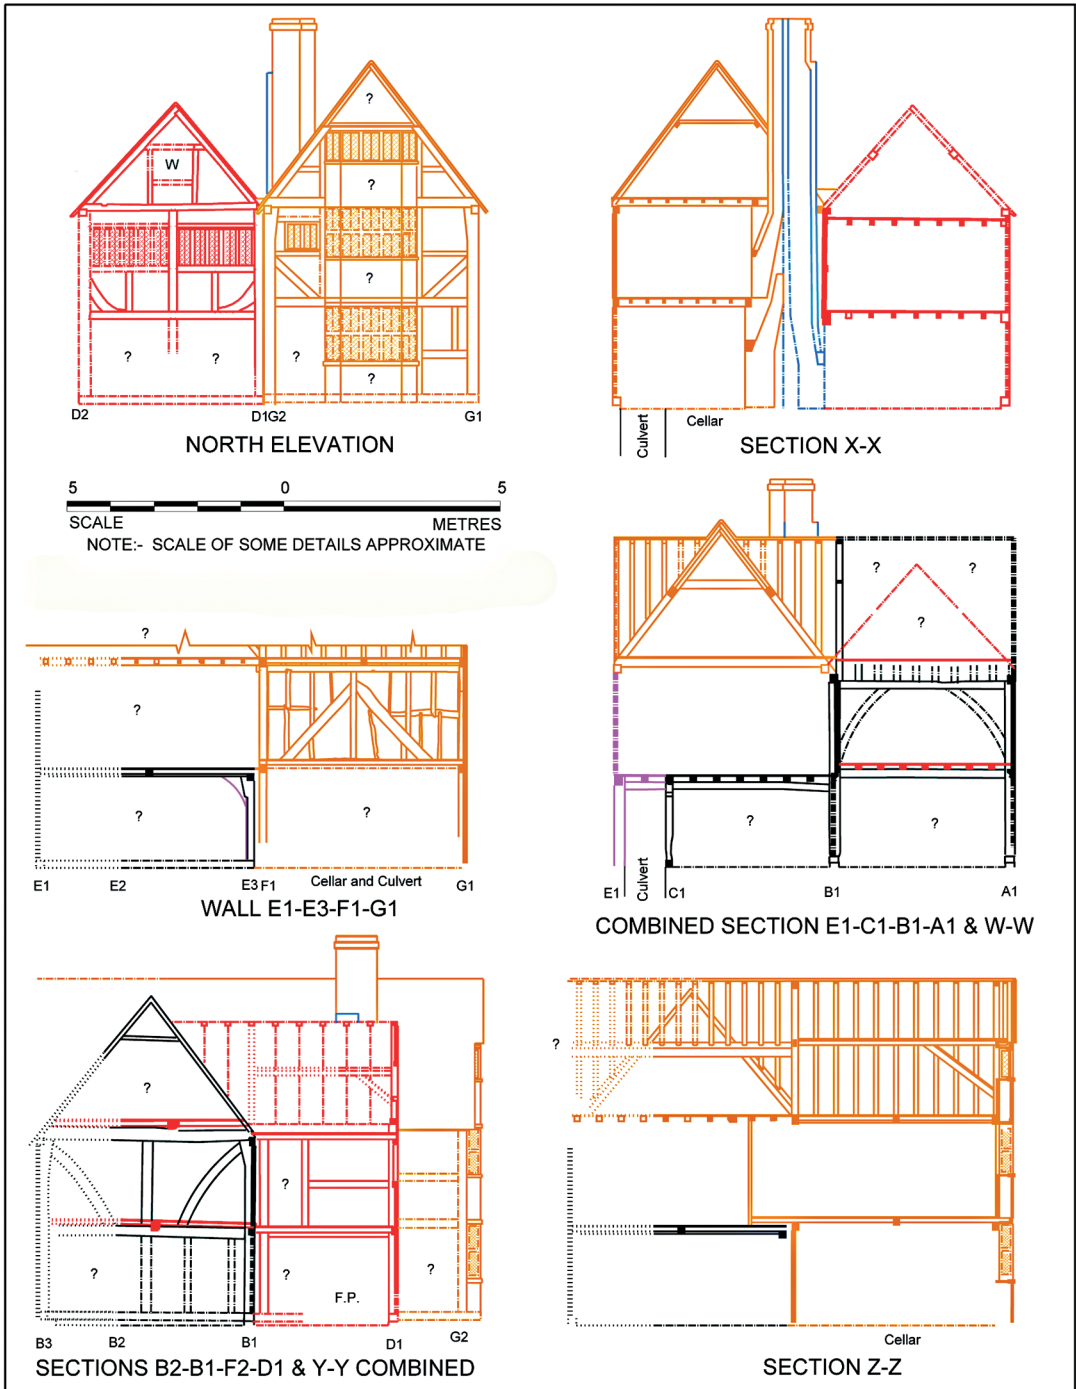 ?
W
?
?
?
?
?
?
D2
D1G2
G1
NORTH ELEVATION
Culvert
Cellar
SECTION X-X
5
0
5
SCALE
METRES
NOTE:- SCALE OF SOME DETAILS APPROXIMATE
?
?
?
?
E1
E2
E3
F1
Cellar and Culvert
G1
WALL E1-E3-F1-G1
?
?
?
?
?
E1
Culvert
C1
B1
A1
COMBINED SECTION E1-C1-B1-A1 & W-W
?
?
?
?
?
F.P.
B3
B2
B1
D1
G2
SECTIONS B2-B1-F2-D1 & Y-Y COMBINED
?
Cellar
SECTION Z-Z